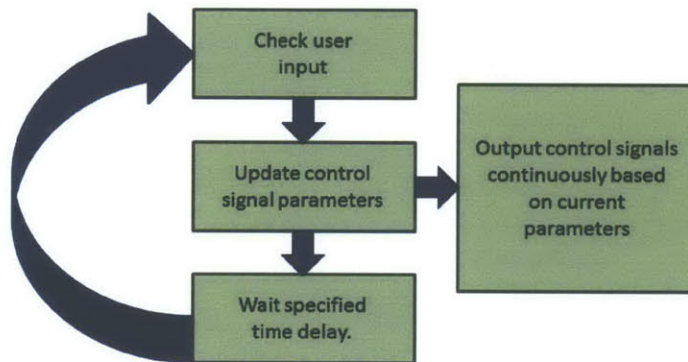 Check user
input
Update control
signal parameters
Output control signals
continuously based
on current
parameters
Wait specified
time delay.